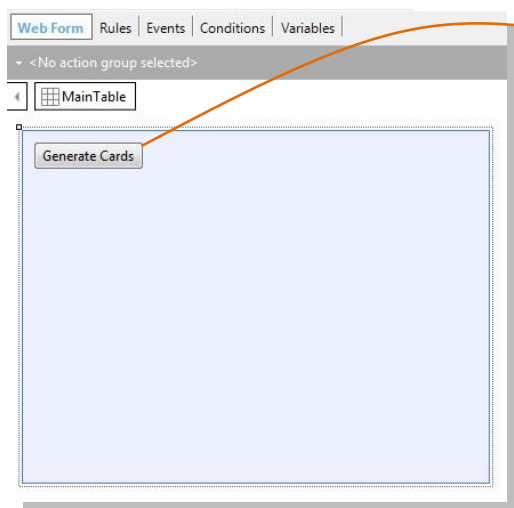 Web Form Rules Events Conditions Variables
<No action group selected>
MainTable
Generate Cards